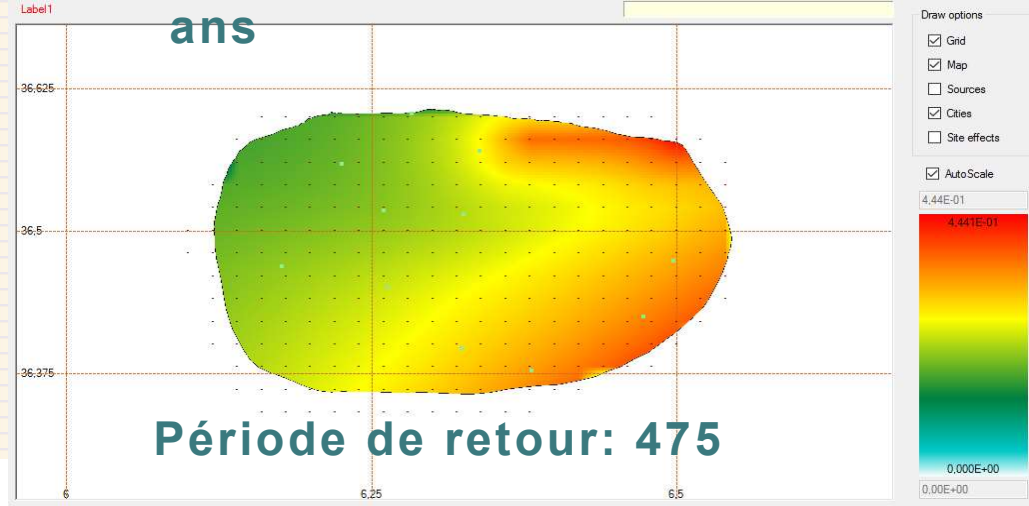 Label1
ans
36,625
36,5
36,375
6
6,25
6,5
Période de retour: 475
Draw options
Grid
Map
Sources
Cities
Site effects
AutoScale
4,44E-01
4,441E-01
0,000E+00
0,00E+00